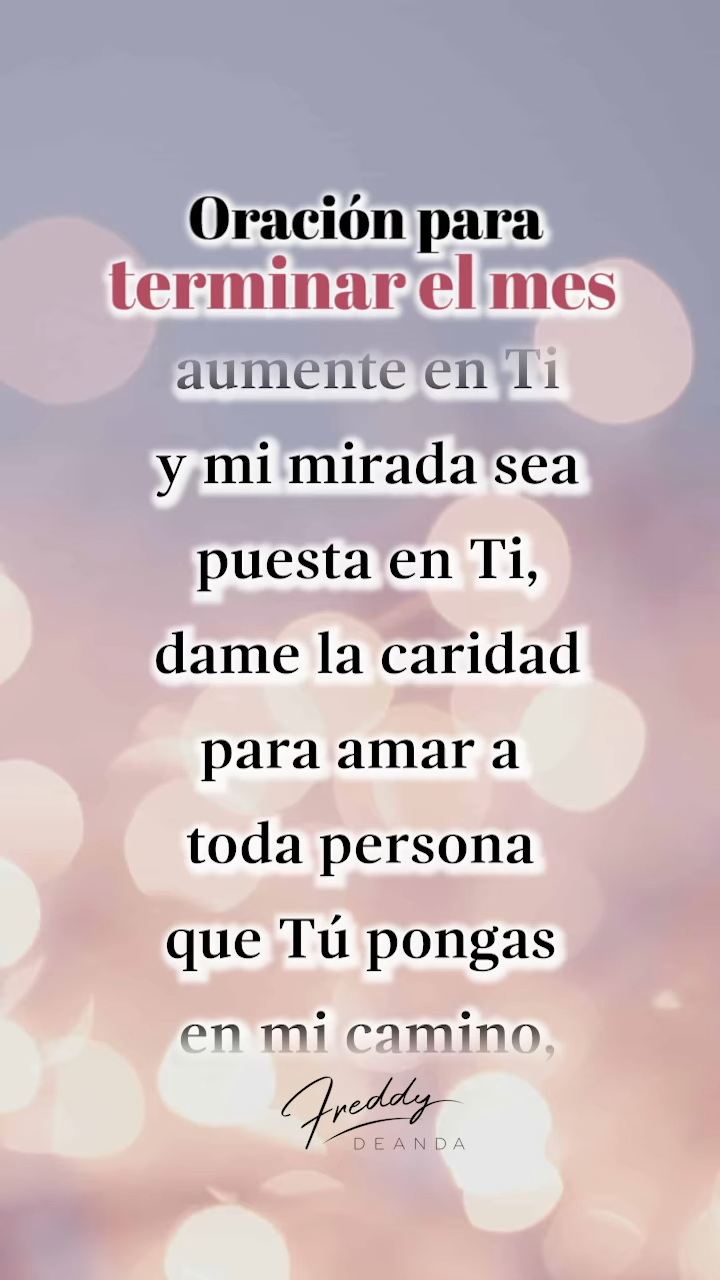 Oración para
terminar el mes
aumente en Ti
y mi mirada sea
puesta en Ti,
dame la caridad
para amar a
toda persona
que Tú pongas
en mi camino,
Freddy
DEANDA